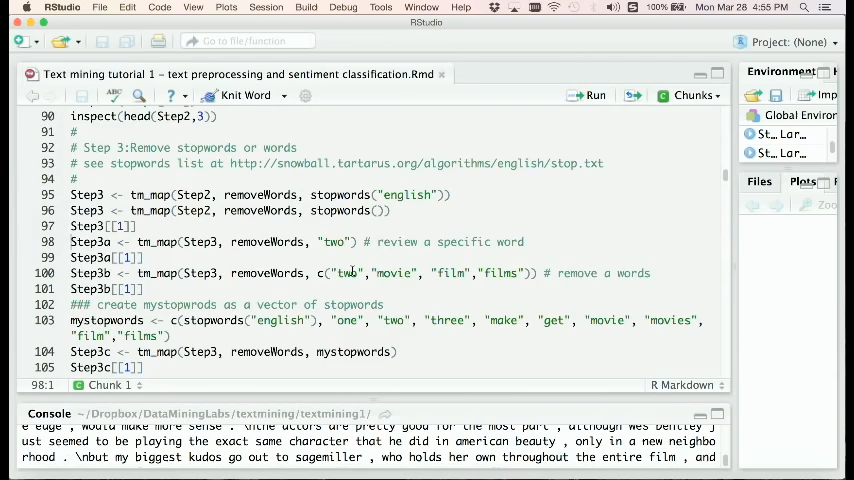 RStudio File Edit Code View Plots Session Build Debug Tools Window Help 100% Mon Mar 28 4:55 PM
RStudio
Go to file/function Project: (None)
Text mining tutorial 1 - text preprocessing and sentiment classification.Rmd
Knit Word Run Chunks
90 inspect(head(Step2,3))
91 #
92 # Step 3:Remove stopwords or words
93 # see stopwords list at http://snowball.tartarus.org/algorithms/english/stop.txt
94 #
95 Step3 <- tm_map(Step2, removeWords, stopwords("english"))
96 Step3 <- tm_map(Step2, removeWords, stopwords())
97 Step3[[1]]
98 Step3a <- tm_map(Step3, removeWords, "two") # review a specific word
99 Step3a[[1]]
100 Step3b <- tm_map(Step3, removeWords, c("two","movie", "film","films")) # remove a words
101 Step3b[[1]]
102 ### create mystopwrods as a vector of stopwords
103 mystopwords <- c(stopwords("english"), "one", "two", "three", "make", "get", "movie", "movies",
"film","films")
104 Step3c <- tm_map(Step3, removeWords, mystopwords)
105 Step3c[[1]]
98:1 Chunk 1 R Markdown
Console ~/Dropbox/DataMiningLabs/textmining/textmining1/
e edge , would make more sense . \nthe actors are pretty good for the most part , although wes bentley j
ust seemed to be playing the exact same character that he did in american beauty , only in a new neighbo
rhood . \nbut my biggest kudos go out to sagemiller , who holds her own throughout the entire film , and
Environment
Imp
Global Environ
St… Lar…
St… Lar…
Files Plots
Zoo